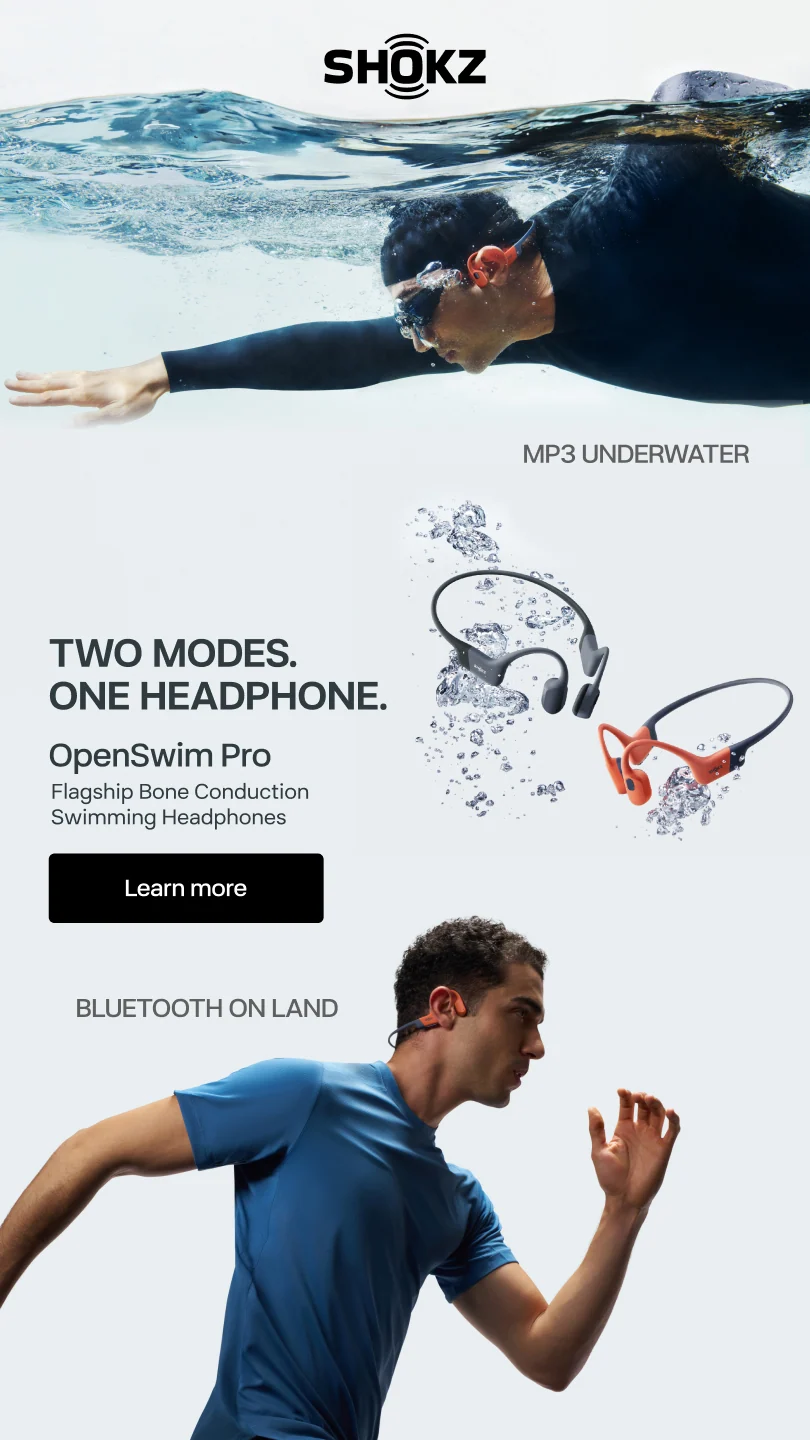 SHOKZ
MP3 UNDERWATER
TWO MODES.
ONE HEADPHONE.
OpenSwim Pro
Flagship Bone Conduction
Swimming Headphones
Learn more
BLUETOOTH ON LAND